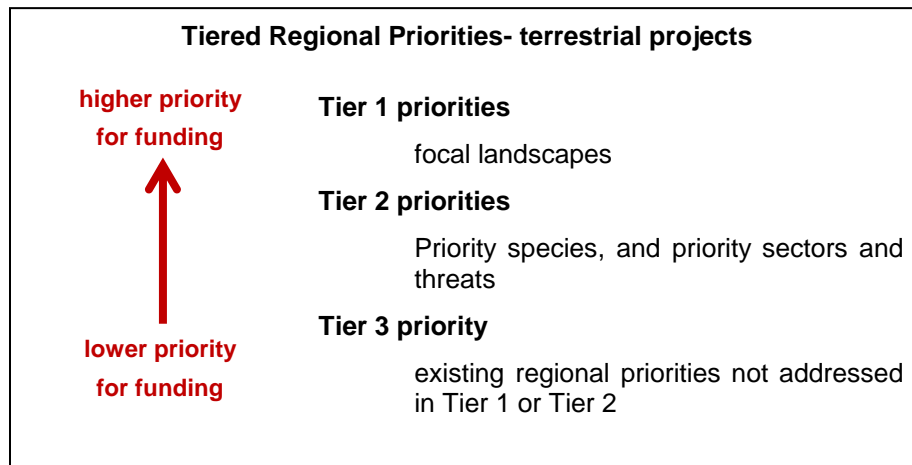 Tiered Regional Priorities- terrestrial projects
higher priority
for funding
Tier 1 priorities
focal landscapes
Tier 2 priorities
Priority species, and priority sectors and
threats
Tier 3 priority
lower priority
for funding
existing regional priorities not addressed
in Tier 1 or Tier 2